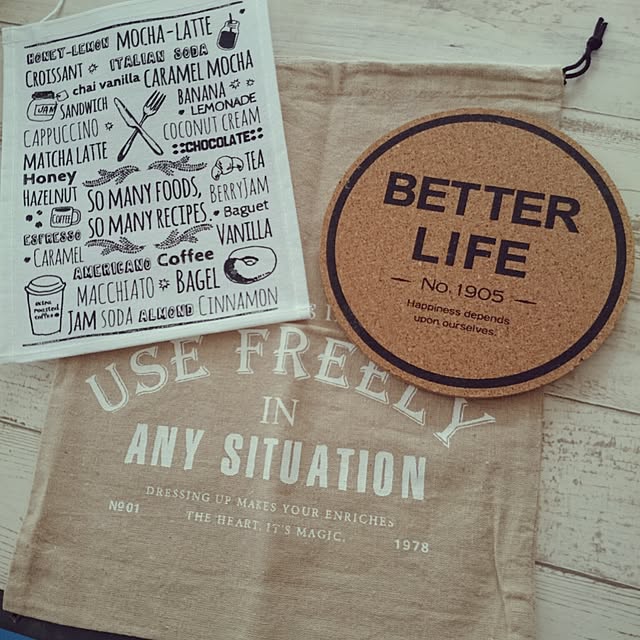 HONEY-LEMON MOCHA-LATTE
CROISSANT ITALIAN SODA
chai vanilla CARAMEL MOCHA
JAM SANDWICH BANANA
LEMONADE
CAPPUCCINO COCONUT CREAM
MATCHA LATTE CHOCOLATE
Honey TEA
HAZELNUT SO MANY FOODS, BERRYJAM
COFFEE SO MANY RECIPES. Baguet
ESPRESSO VANILLA
CARAMEL AMERICANO Coffee
MACCHIATO BAGEL
extra
roasted
coffee
JAM SODA ALMOND CINNAMON
BETTER
LIFE
No. 1905
Happiness depends
upon ourselves.
USE FREELY
IN
ANY SITUATION
DRESSING UP MAKES YOUR ENRICHES
No01 THE HEART. IT'S MAGIC. 1978